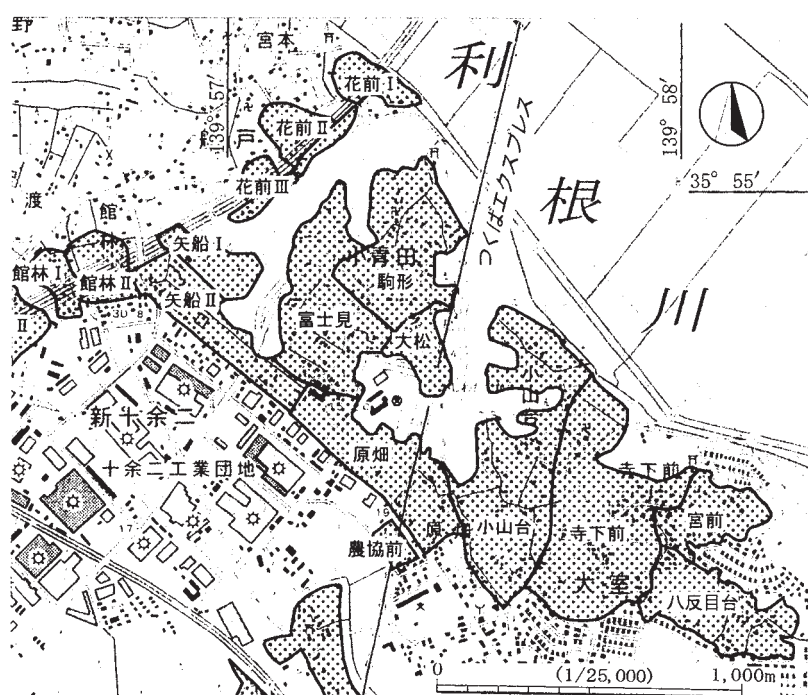 野
宮本
花前Ⅰ
利
139° 57′
139° 58′
戸
花前Ⅱ
35° 55′
花前Ⅲ
つくばエクスプレス
根
渡
館
林
矢船Ⅰ
小青田
館林Ⅰ
館林Ⅱ
駒形
矢船Ⅱ
川
Ⅱ
富士見
大松
新十余二
原畑
十余二工業団地
寺下前
17
16
原
小山台
寺下前
宮前
農協前
大室
八反目台
0
(1/25,000)
1,000m